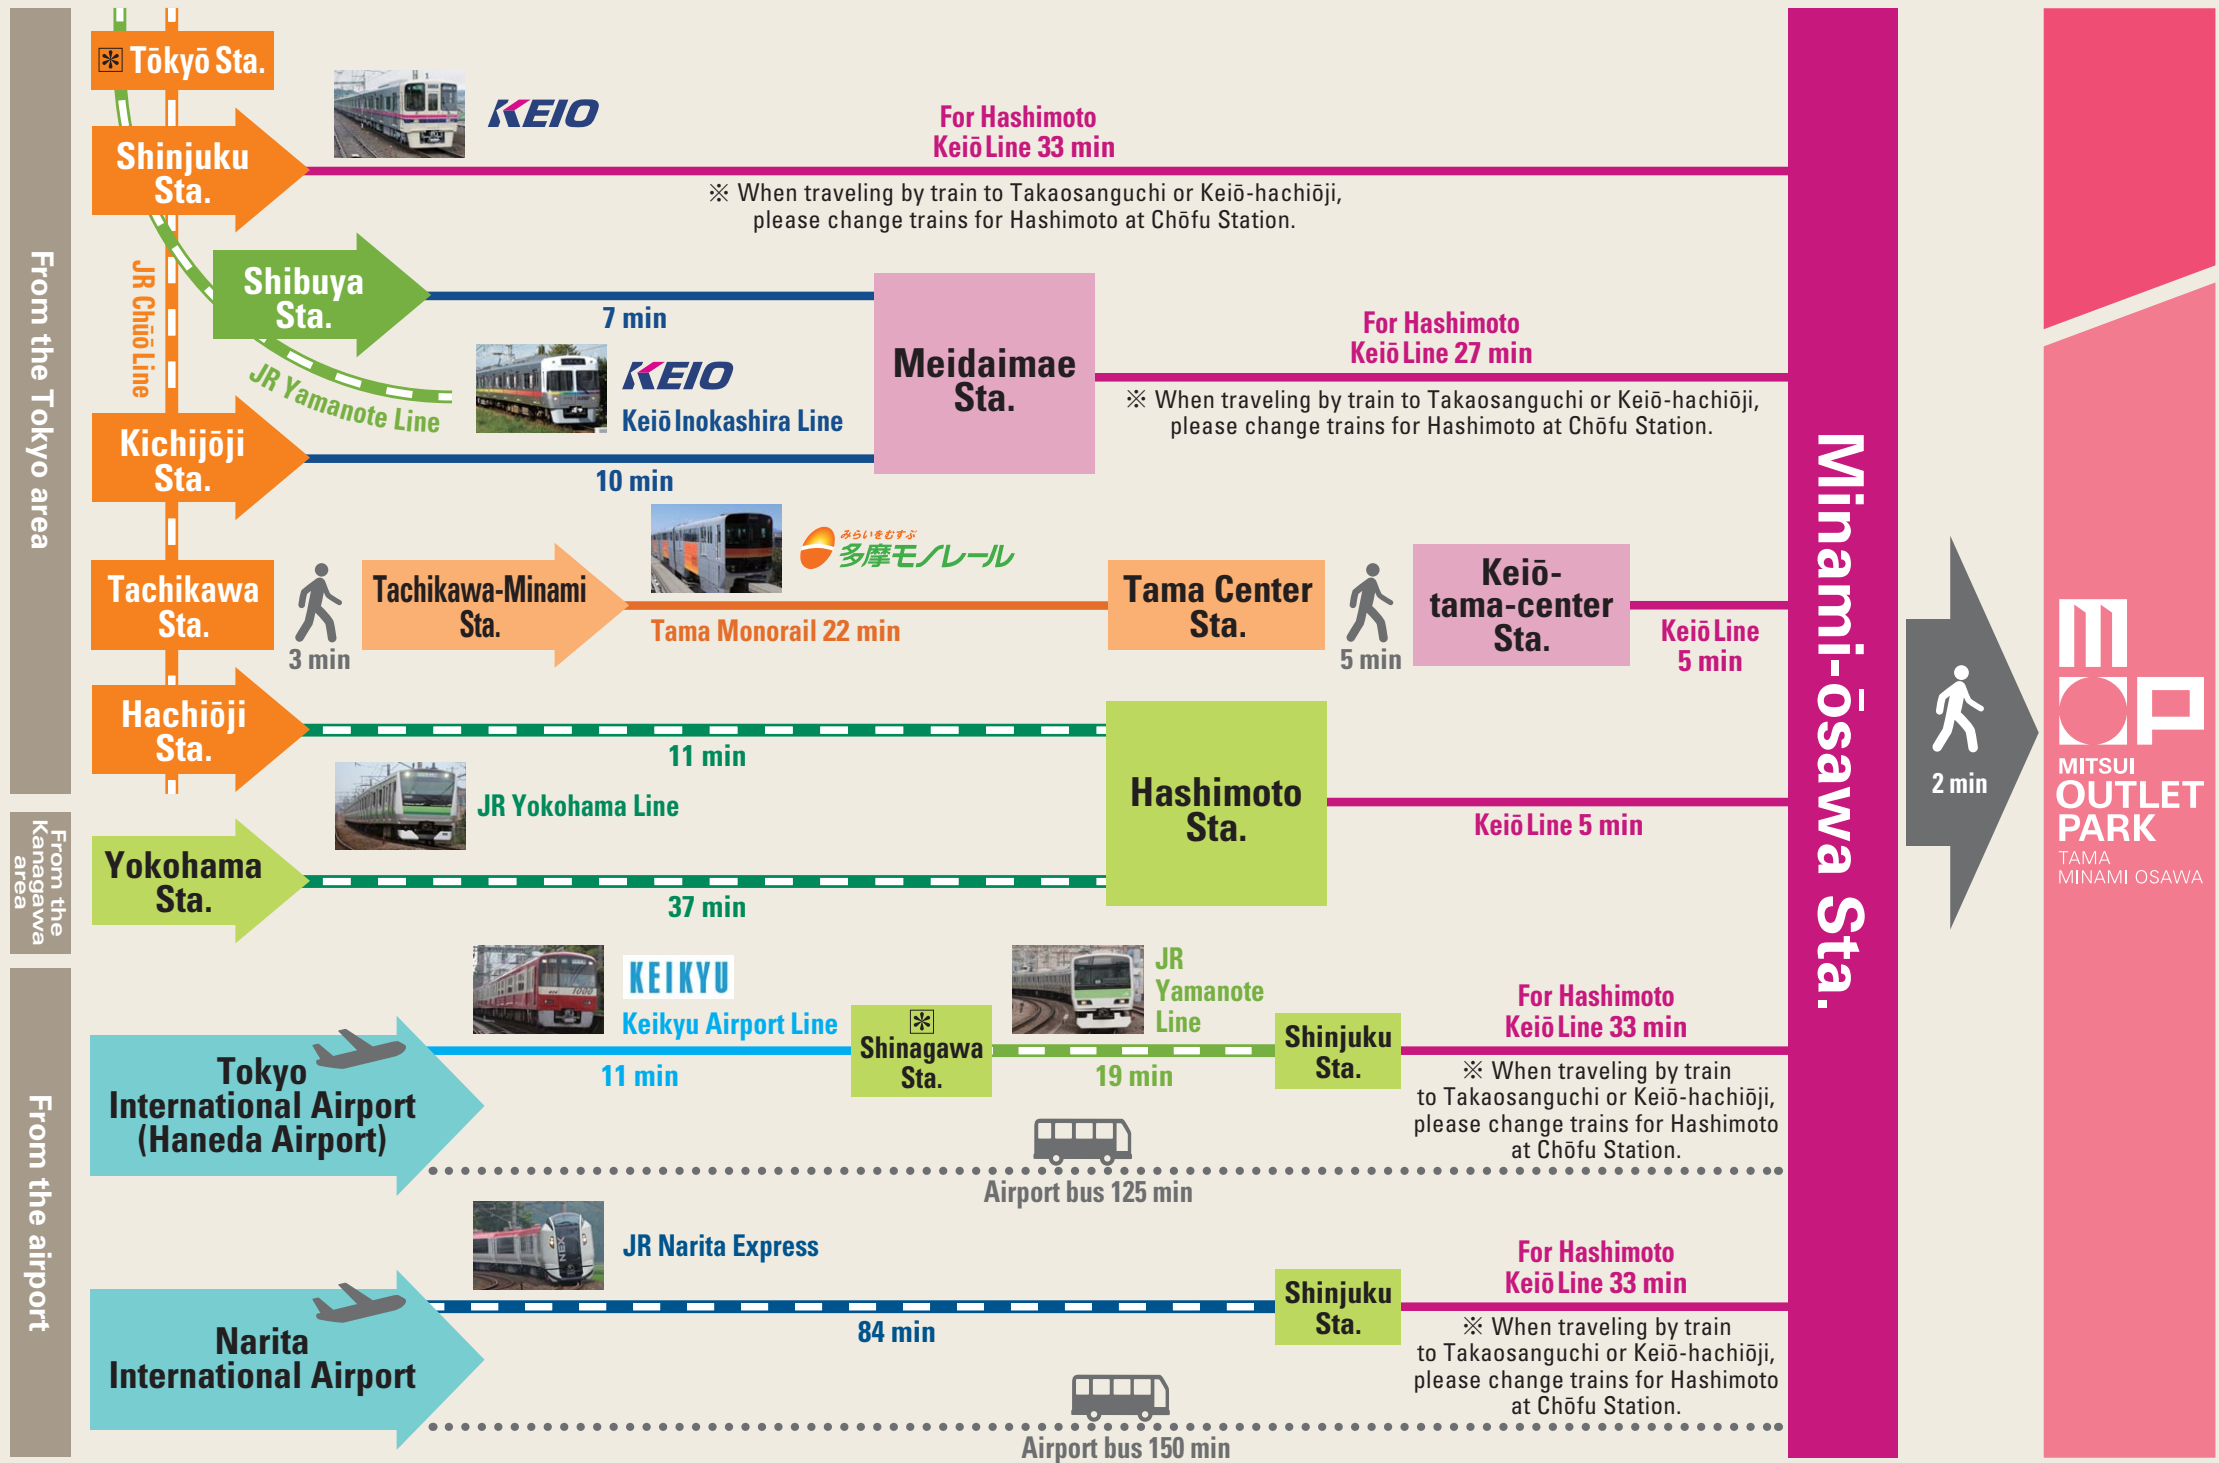 From the Tokyo area
✻ Tōkyō Sta.
Shinjuku
Sta.
KEIO
For Hashimoto
Keiō Line 33 min
※ When traveling by train to Takaosanguchi or Keiō-hachiōji,
please change trains for Hashimoto at Chōfu Station.
JR Chūō Line
Shibuya
Sta.
7 min
JR Yamanote Line
KEIO
Keiō Inokashira Line
Meidaimae
Sta.
For Hashimoto
Keiō Line 27 min
※ When traveling by train to Takaosanguchi or Keiō-hachiōji,
please change trains for Hashimoto at Chōfu Station.
Kichijōji
Sta.
10 min
Tachikawa
Sta.
3 min
Tachikawa-Minami
Sta.
みらいをむすぶ
多摩モノレール
Tama Monorail 22 min
Tama Center
Sta.
5 min
Keiō-
tama-center
Sta.
Keiō Line
5 min
Hachiōji
Sta.
11 min
JR Yokohama Line
Hashimoto
Sta.
Keiō Line 5 min
From the
Kanagawa
area
Yokohama
Sta.
37 min
From the airport
Tokyo
International Airport
(Haneda Airport)
KEIKYU
Keikyu Airport Line
11 min
✻
Shinagawa
Sta.
JR
Yamanote
Line
19 min
Shinjuku
Sta.
For Hashimoto
Keiō Line 33 min
※ When traveling by train
to Takaosanguchi or Keiō-hachiōji,
please change trains for Hashimoto
at Chōfu Station.
Airport bus 125 min
Narita
International Airport
JR Narita Express
84 min
Shinjuku
Sta.
For Hashimoto
Keiō Line 33 min
※ When traveling by train
to Takaosanguchi or Keiō-hachiōji,
please change trains for Hashimoto
at Chōfu Station.
Airport bus 150 min
Minami-ōsawa Sta.
2 min
MOP
MITSUI
OUTLET
PARK
TAMA
MINAMI OSAWA